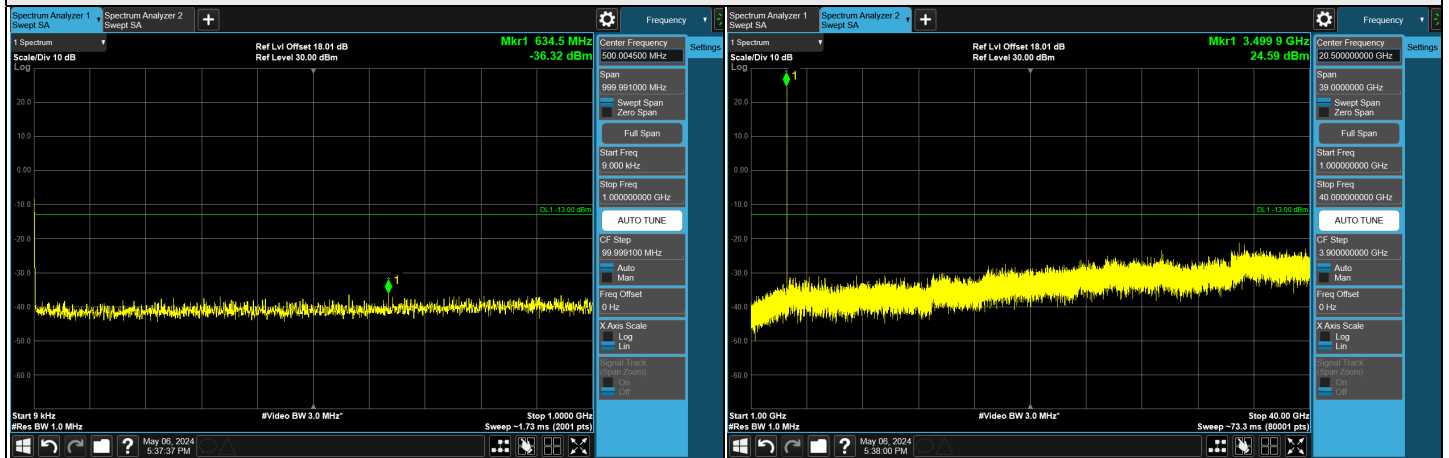 Spectrum Analyzer 1
Swept SA
Spectrum Analyzer 2
Swept SA
+
Frequency
1 Spectrum
Scale/Div 10 dB
Log
Ref Lvl Offset 18.01 dB
Ref Level 30.00 dBm
Mkr1 634.5 MHz
-36.32 dBm
20.0
10.0
0.00
-10.0
-20.0
-30.0
-40.0
-50.0
-60.0
DL1 -13.00 dBm
1
Start 9 kHz
#Res BW 1.0 MHz
#Video BW 3.0 MHz*
Stop 1.0000 GHz
Sweep ~1.73 ms (2001 pts)
Center Frequency
500.004500 MHz
Settings
Span
999.991000 MHz
Swept Span
Zero Span
Full Span
Start Freq
9.000 kHz
Stop Freq
1.000000000 GHz
AUTO TUNE
CF Step
99.999100 MHz
Auto
Man
Freq Offset
0 Hz
X Axis Scale
Log
Lin
Signal Track
(Span Zoom)
On
Off
?
May 06, 2024
5:37:37 PM
Spectrum Analyzer 1
Swept SA
Spectrum Analyzer 2
Swept SA
+
Frequency
1 Spectrum
Scale/Div 10 dB
Log
Ref Lvl Offset 18.01 dB
Ref Level 30.00 dBm
Mkr1 3.499 9 GHz
24.59 dBm
1
20.0
10.0
0.00
-10.0
-20.0
-30.0
-40.0
-50.0
-60.0
DL1 -13.00 dBm
Start 1.00 GHz
#Res BW 1.0 MHz
#Video BW 3.0 MHz*
Stop 40.00 GHz
Sweep ~73.3 ms (80001 pts)
Center Frequency
20.500000000 GHz
Settings
Span
39.0000000 GHz
Swept Span
Zero Span
Full Span
Start Freq
1.000000000 GHz
Stop Freq
40.000000000 GHz
AUTO TUNE
CF Step
3.900000000 GHz
Auto
Man
Freq Offset
0 Hz
X Axis Scale
Log
Lin
Signal Track
(Span Zoom)
On
Off
?
May 06, 2024
5:38:00 PM